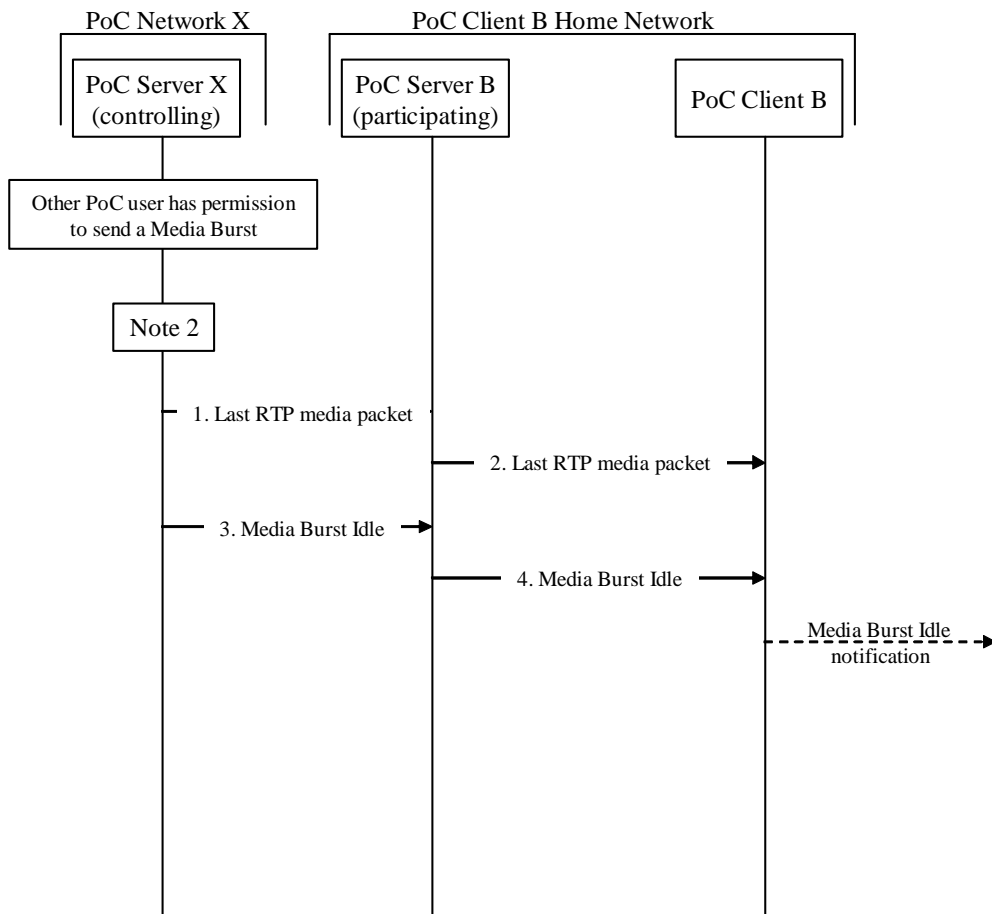 PoC Network X
PoC Client B Home Network
PoC Server X
(controlling)
PoC Server B
(participating)
PoC Client B
Other PoC user has permission
to send a Media Burst
Note 2
1. Last RTP media packet
2. Last RTP media packet
3. Media Burst Idle
4. Media Burst Idle
Media Burst Idle
notification